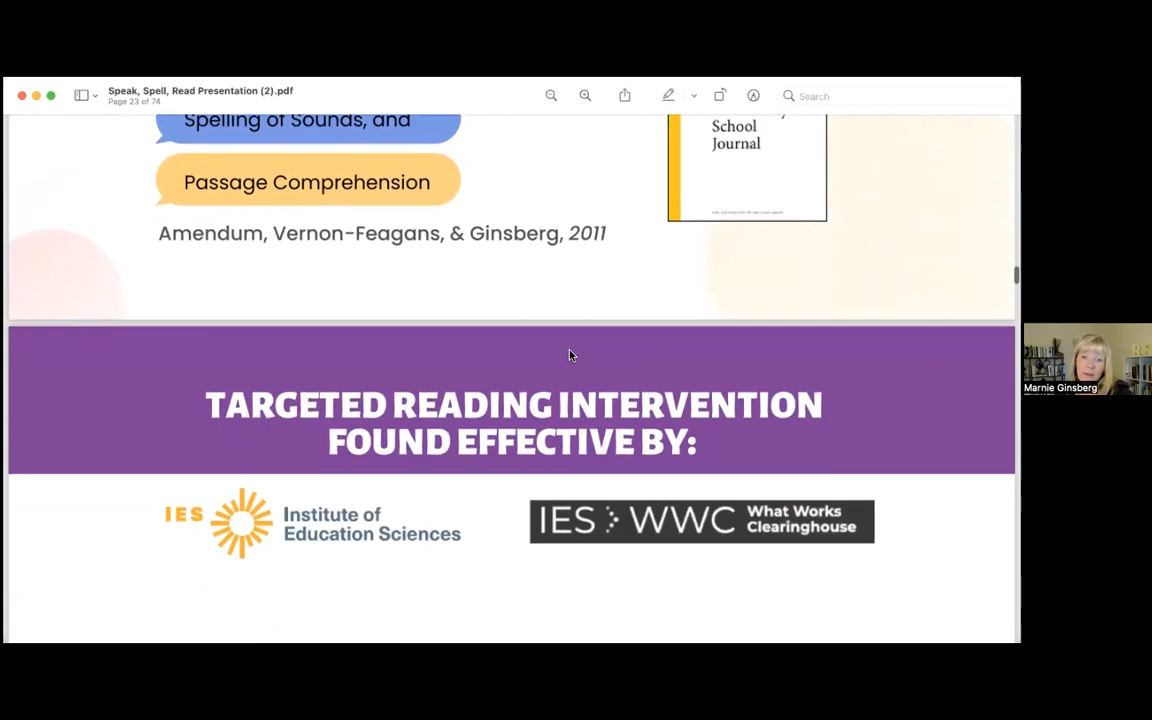 Speak, Spell, Read Presentation (2).pdf
Page 23 of 74
Search
Spelling of Sounds, and
Passage Comprehension
School
Journal
Amendum, Vernon-Feagans, & Ginsberg, 2011
TARGETED READING INTERVENTION
FOUND EFFECTIVE BY:
IES
Institute of
Education Sciences
IES WWC What Works
Clearinghouse
Marnie Ginsberg